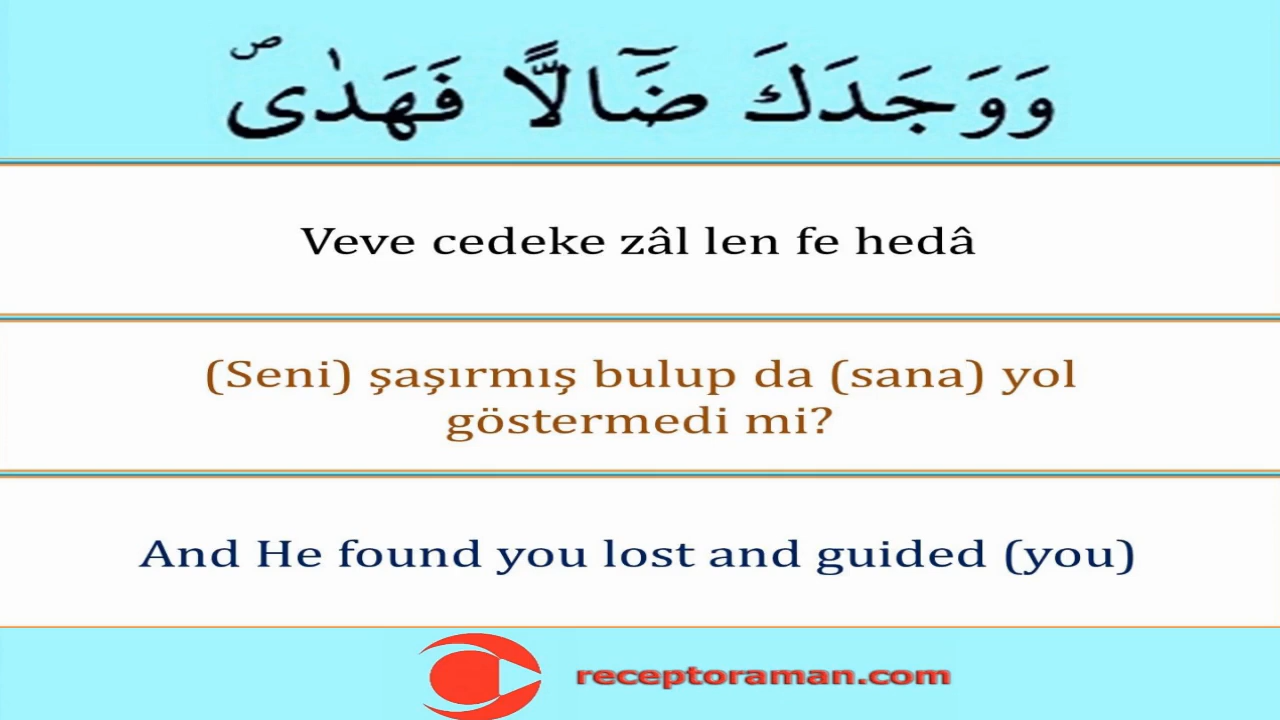 وَوَجَدَكَ ضَٓالًّا فَهَدٰىۖ
Veve cedeke zâl len fe hedâ
(Seni) şaşırmış bulup da (sana) yol
göstermedi mi?
And He found you lost and guided (you)
receptoraman.com